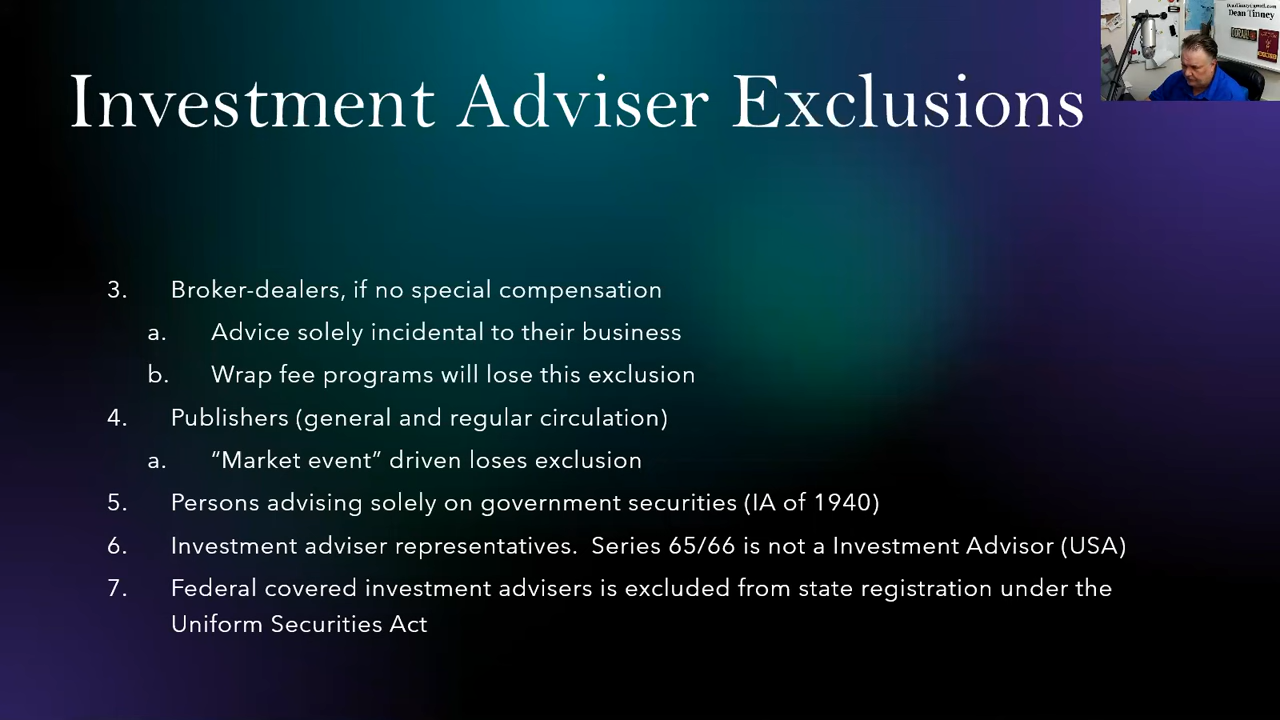 Investment Adviser Exclusions
Dean Tinney
3. Broker-dealers, if no special compensation
a. Advice solely incidental to their business
b. Wrap fee programs will lose this exclusion
4. Publishers (general and regular circulation)
a. “Market event” driven loses exclusion
5. Persons advising solely on government securities (IA of 1940)
6. Investment adviser representatives. Series 65/66 is not a Investment Advisor (USA)
7. Federal covered investment advisers is excluded from state registration under the
Uniform Securities Act